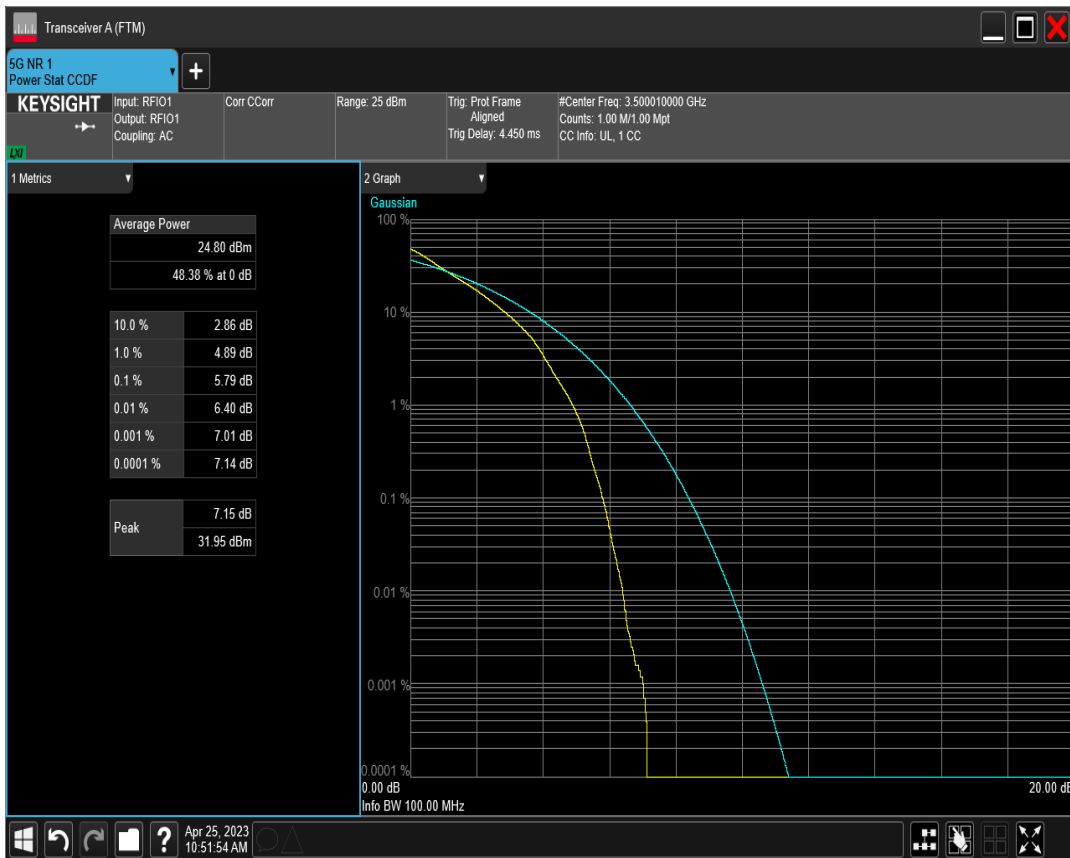 Transceiver A (FTM)
5G NR 1
Power Stat CCDF
KEYSIGHT
LXI
Input: RFIO1
Output: RFIO1
Coupling: AC
Corr CCorr
Range: 25 dBm
Trig: Prot Frame
Aligned
Trig Delay: 4.450 ms
#Center Freq: 3.500010000 GHz
Counts: 1.00 M/1.00 Mpt
CC Info: UL, 1 CC
1 Metrics
Average Power
24.80 dBm
48.38 % at 0 dB
10.0 % 2.86 dB
1.0 % 4.89 dB
0.1 % 5.79 dB
0.01 % 6.40 dB
0.001 % 7.01 dB
0.0001 % 7.14 dB
Peak
7.15 dB
31.95 dBm
2 Graph
Gaussian
100 %
10 %
1 %
0.1 %
0.01 %
0.001 %
0.0001 %
0.00 dB 20.00 dB
Info BW 100.00 MHz
?
Apr 25, 2023
10:51:54 AM